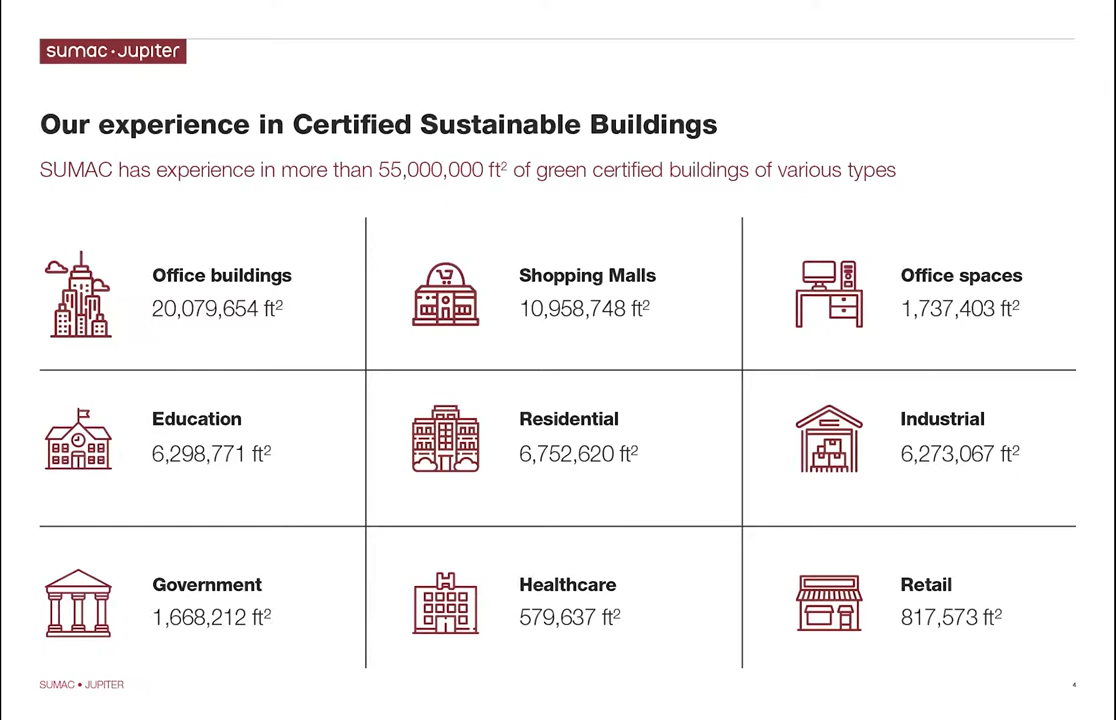 sumac · Jupiter
Our experience in Certified Sustainable Buildings
SUMAC has experience in more than 55,000,000 ft² of green certified buildings of various types
Office buildings
20,079,654 ft²
Shopping Malls
10,958,748 ft²
Office spaces
1,737,403 ft²
Education
6,298,771 ft²
Residential
6,752,620 ft²
Industrial
6,273,067 ft²
Government
1,668,212 ft²
Healthcare
579,637 ft²
Retail
817,573 ft²
SUMAC • JUPITER
4